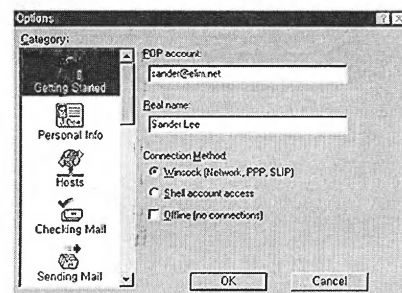 Options
Category:
Getting Started
Personal Info
Hosts
Checking Mail
Sending Mail
POP account:
sander@elim.net
Real name:
Sander Lee
Connection Method:
Winsock (Network, PPP, SLIP)
Shell account access
Offline (no connections)
OK
Cancel